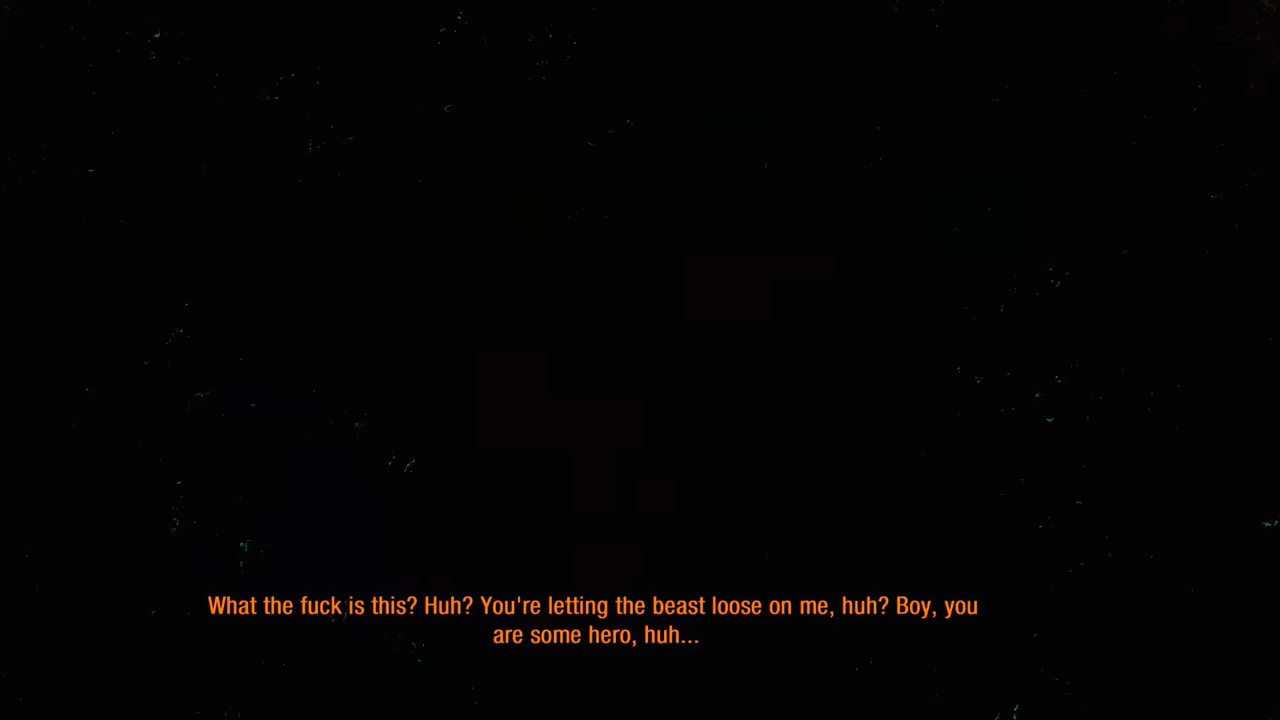 What the fuck is this? Huh? You're letting the beast loose on me, huh? Boy, you
are some hero, huh...